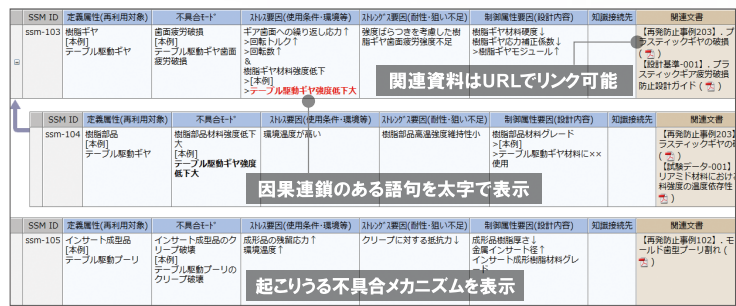 SSM ID 定義属性(再利用対象) 不具合ﾓｰﾄﾞ ｽﾄﾚｽ要因(使用条件・環境等) ｽﾄﾚﾝｸﾞｽ要因(耐性・狙い不足) 制御属性要因(設計内容) 知識接続先 関連文書
ssm-103
樹脂ギヤ
[本例]
テーブル駆動ギヤ
歯面疲労破損
[本例]
テーブル駆動ギヤ歯面
疲労破損
ギア歯面への繰り返し応力↑
>回転トルク↑
>回転数↑
&
樹脂ギヤ材料強度低下
>[本例]
>テーブル駆動ギヤ強度低下大
強度ばらつきを考慮した樹
脂ギヤ歯面疲労強度不足
樹脂ギヤ材料硬度↓
樹脂ギヤ応力補正係数↓
>樹脂ギヤモジュール↑
【再発防止事例203】. プ
ラスティックギヤの破損
( )
【設計基準-001】. プラ
スティックギア疲労破損
防止設計ガイド ( )
関連資料はURLでリンク可能
SSM ID 定義属性(再利用対象) 不具合ﾓｰﾄﾞ ｽﾄﾚｽ要因(使用条件・環境等) ｽﾄﾚﾝｸﾞｽ要因(耐性・狙い不足) 制御属性要因(設計内容) 知識接続先 関連文書
ssm-104
樹脂部品
[本例]
テーブル駆動ギヤ
樹脂部品材料強度低下
大
[本例]
テーブル駆動ギヤ強度
低下大
環境温度が高い
樹脂部品高温強度維持性小
樹脂部品材料グレード
>[本例]
>テーブル駆動ギヤ材料に××
使用
【再発防止事例203
ラスティックギヤの
( )
【試験データ-001】
リアミド材料におけ
料強度の温度依存性
( )
因果連鎖のある語句を太字で表示
SSM ID 定義属性(再利用対象) 不具合ﾓｰﾄﾞ ｽﾄﾚｽ要因(使用条件・環境等) ｽﾄﾚﾝｸﾞｽ要因(耐性・狙い不足) 制御属性要因(設計内容) 知識接続先 関連文書
ssm-105
インサート成型品
[本例]
テーブル駆動プーリ
インサート成型品のク
リープ破壊
[本例]
テーブル駆動プーリの
クリープ破壊
成形品の残留応力↑
環境温度↑
クリープに対する抵抗力↓
成形品樹脂厚さ↓
金属インサート径↑
インサート成形樹脂材料グレ
ード
【再発防止事例102】. モ
ールド歯型プーリ割れ (
)
起こりうる不具合メカニズムを表示